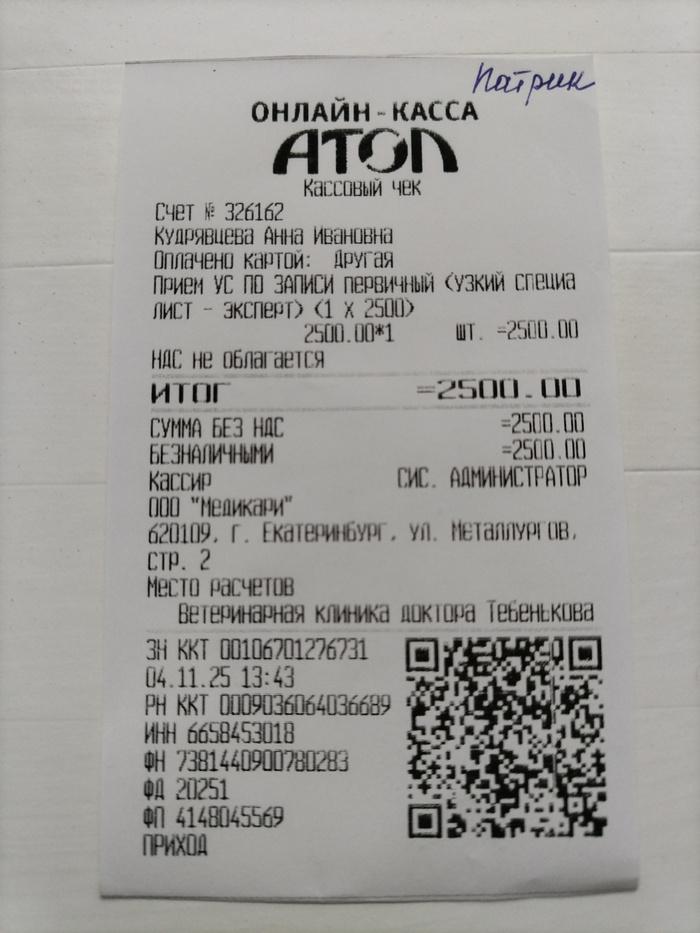 Патрик
ОНЛАЙН-КАССА
АТОЛ
Кассовый чек
Счет № 326162
Кудрявцева Анна Ивановна
Оплачено картой: Другая
Прием УС ПО ЗАПИСИ первичный (узкий специа
лист - эксперт) (1 X 2500)
2500.00*1 шт. =2500.00
НДС не облагается
ИТОГ =2500.00
СУММА БЕЗ НДС =2500.00
БЕЗНАЛИЧНЫМИ =2500.00
Кассир СИС. АДМИНИСТРАТОР
ООО "Медикари"
620109, г. Екатеринбург, ул. Металлургов,
СТР. 2
Место расчетов
Ветеринарная клиника доктора Тебенькова
ЗН ККТ 00106701276731
04.11.25 13:43
РН ККТ 0009036064036689
ИНН 6658453018
ФН 7381440900780283
ФД 20251
ФП 4148045569
ПРИХОД